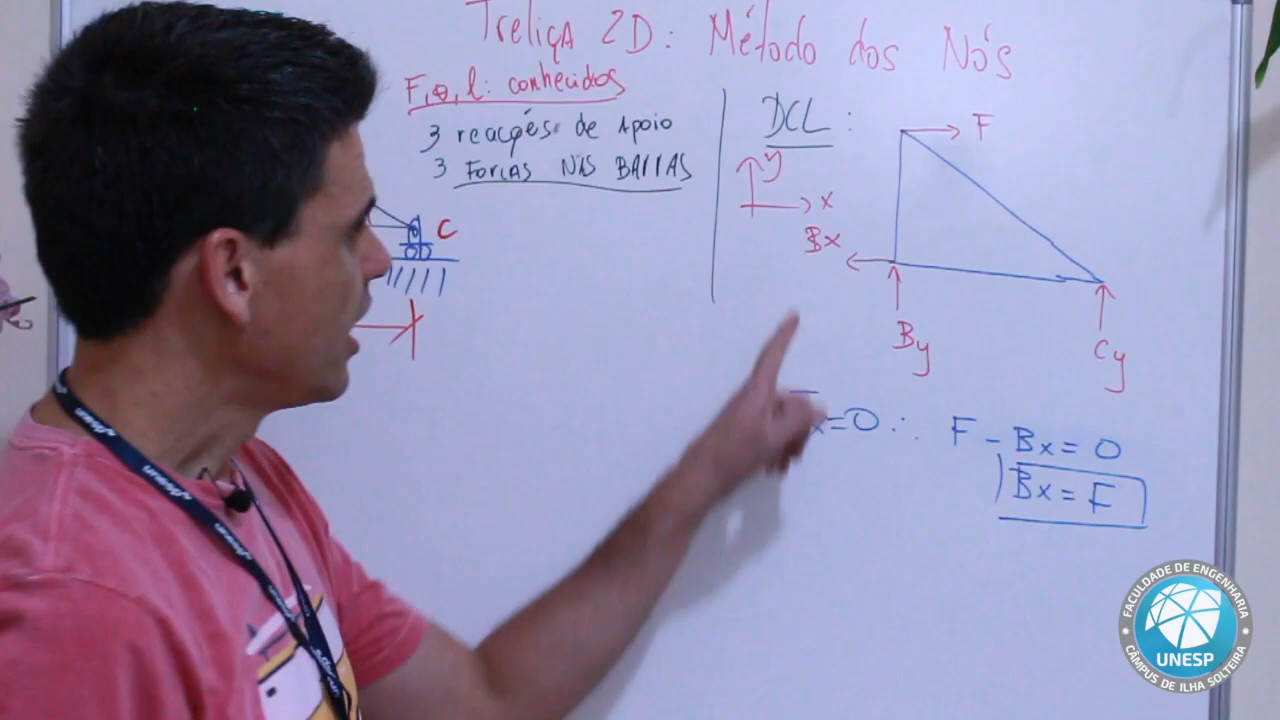 Treliça 2D: Método dos Nós
F, θ, l: conhecidos
3 reações de Apoio
3 Forças NAS BARRAS
C
DCL:
F
y
x
Bx
By
Cy
x=0 ∴ F - Bx = 0
Bx = F
FACULDADE DE ENGENHARIA
UNESP
CÂMPUS DE ILHA SOLTEIRA